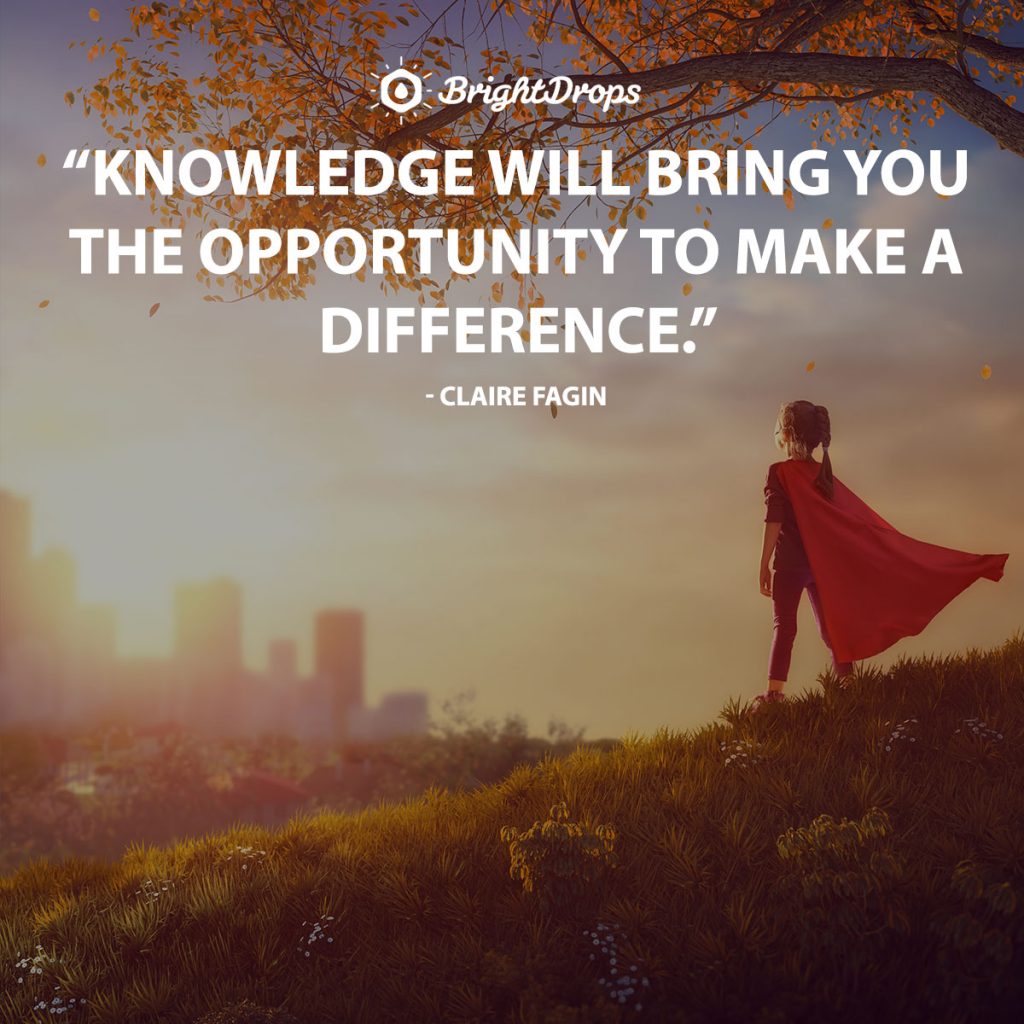 BrightDrops
“KNOWLEDGE WILL BRING YOU
THE OPPORTUNITY TO MAKE A
DIFFERENCE.”
- CLAIRE FAGIN